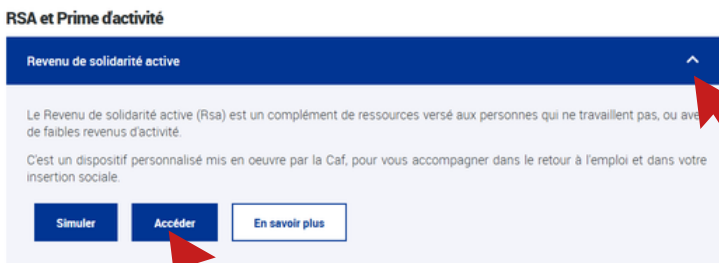 RSA et Prime d'activité
Revenu de solidarité active
Le Revenu de solidarité active (Rsa) est un complément de ressources versé aux personnes qui ne travaillent pas, ou ave
de faibles revenus d'activité.
C'est un dispositif personnalisé mis en oeuvre par la Caf, pour vous accompagner dans le retour à l'emploi et dans votre
insertion sociale.
Simuler Accéder En savoir plus